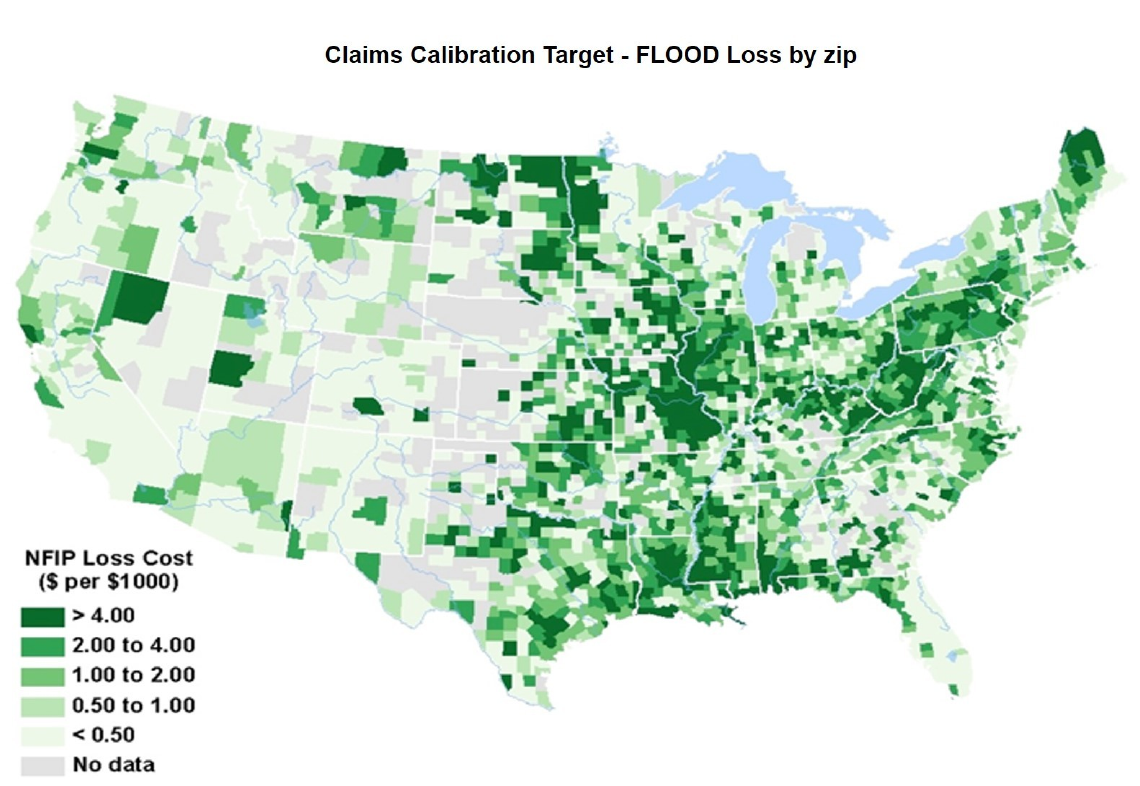 Claims Calibration Target - FLOOD Loss by zip
NFIP Loss Cost
($ per $1000)
> 4.00
2.00 to 4.00
1.00 to 2.00
0.50 to 1.00
< 0.50
No data